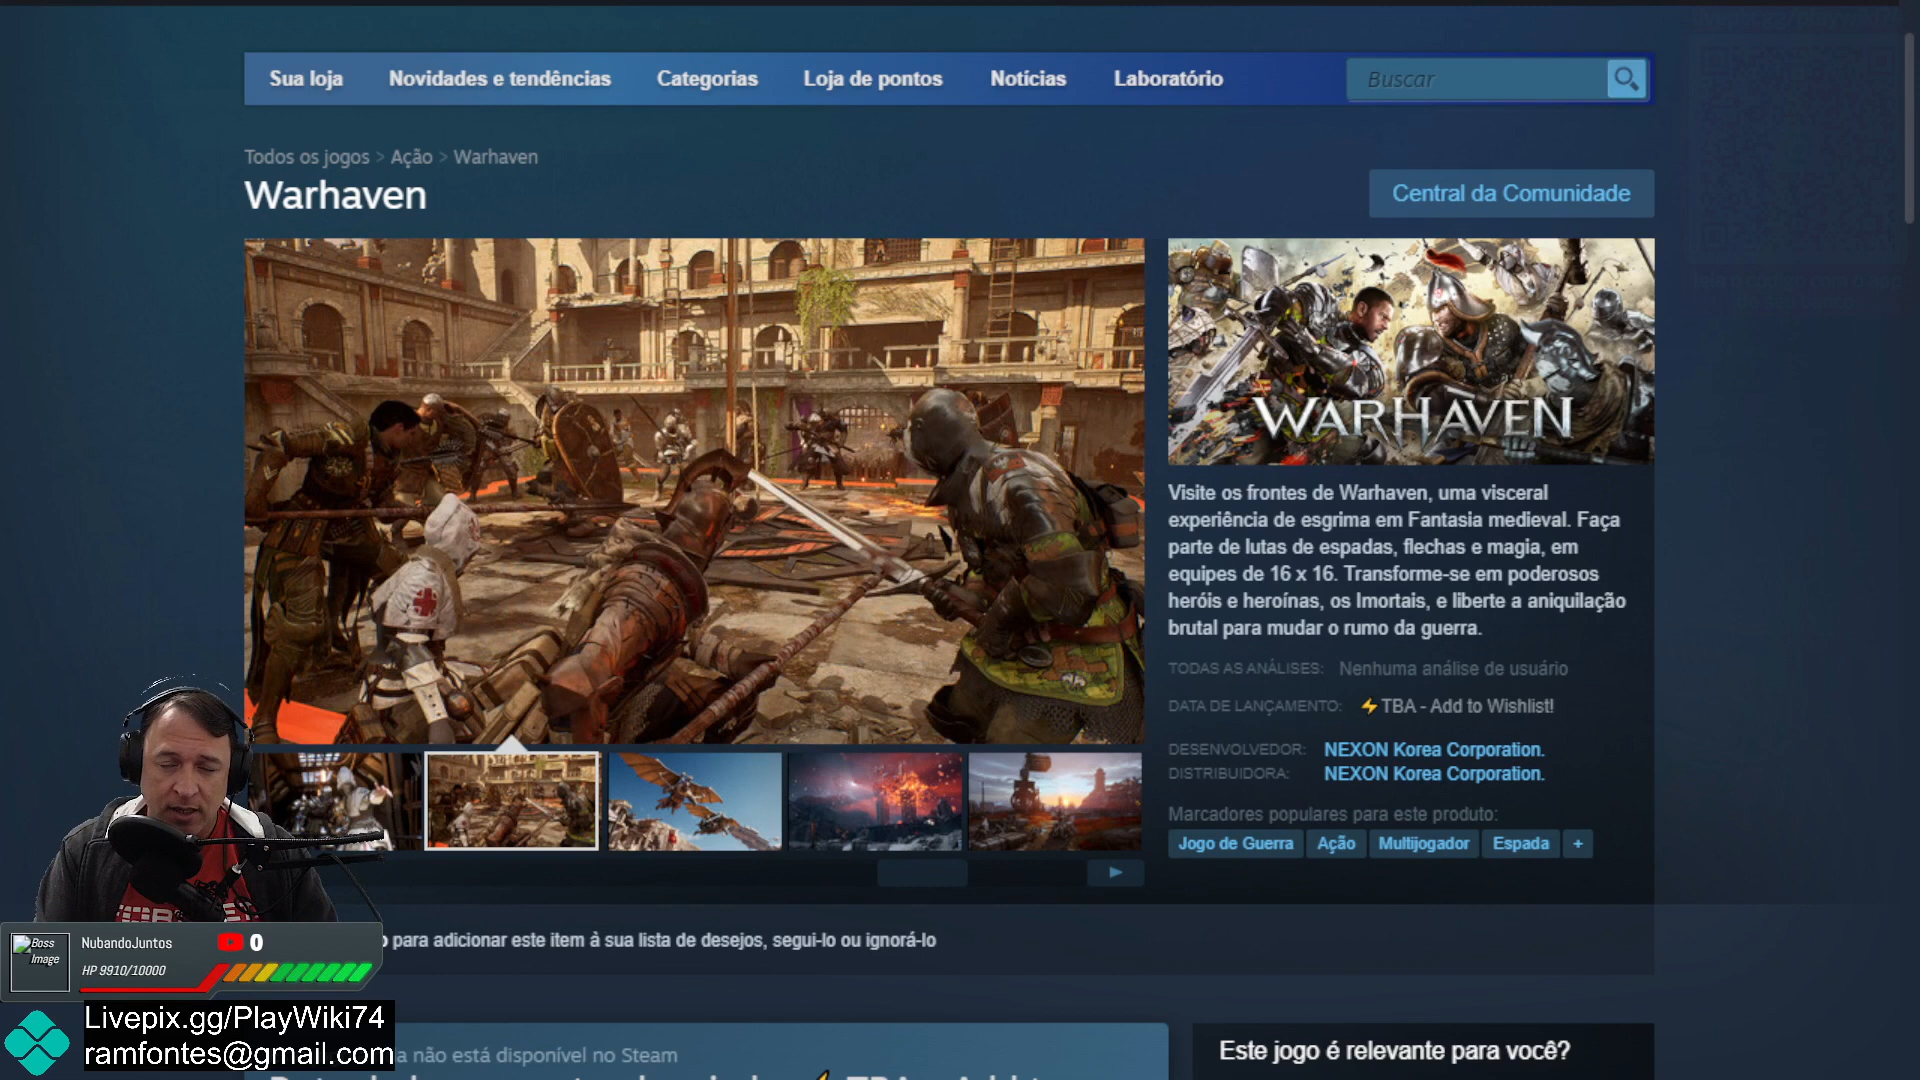 Sua loja
Novidades e tendências
Categorias
Loja de pontos
Notícias
Laboratório
Buscar
Todos os jogos > Ação > Warhaven
Warhaven
Central da Comunidade
WARHAVEN
Visite os frontes de Warhaven, uma visceral
experiência de esgrima em Fantasia medieval. Faça
parte de lutas de espadas, flechas e magia, em
equipes de 16 x 16. Transforme-se em poderosos
heróis e heroínas, os Imortais, e liberte a aniquilação
brutal para mudar o rumo da guerra.
TODAS AS ANÁLISES: Nenhuma análise de usuário
DATA DE LANÇAMENTO: ⚡TBA - Add to Wishlist!
DESENVOLVEDOR: NEXON Korea Corporation.
DISTRIBUIDORA: NEXON Korea Corporation.
Marcadores populares para este produto:
Jogo de Guerra
Ação
Multijogador
Espada
+
para adicionar este item à sua lista de desejos, segui-lo ou ignorá-lo
Boss Image
NubandoJuntos
0
HP 9910/10000
Livepix.gg/PlayWiki74
ramfontes@gmail.com
não está disponível no Steam
Este jogo é relevante para você?